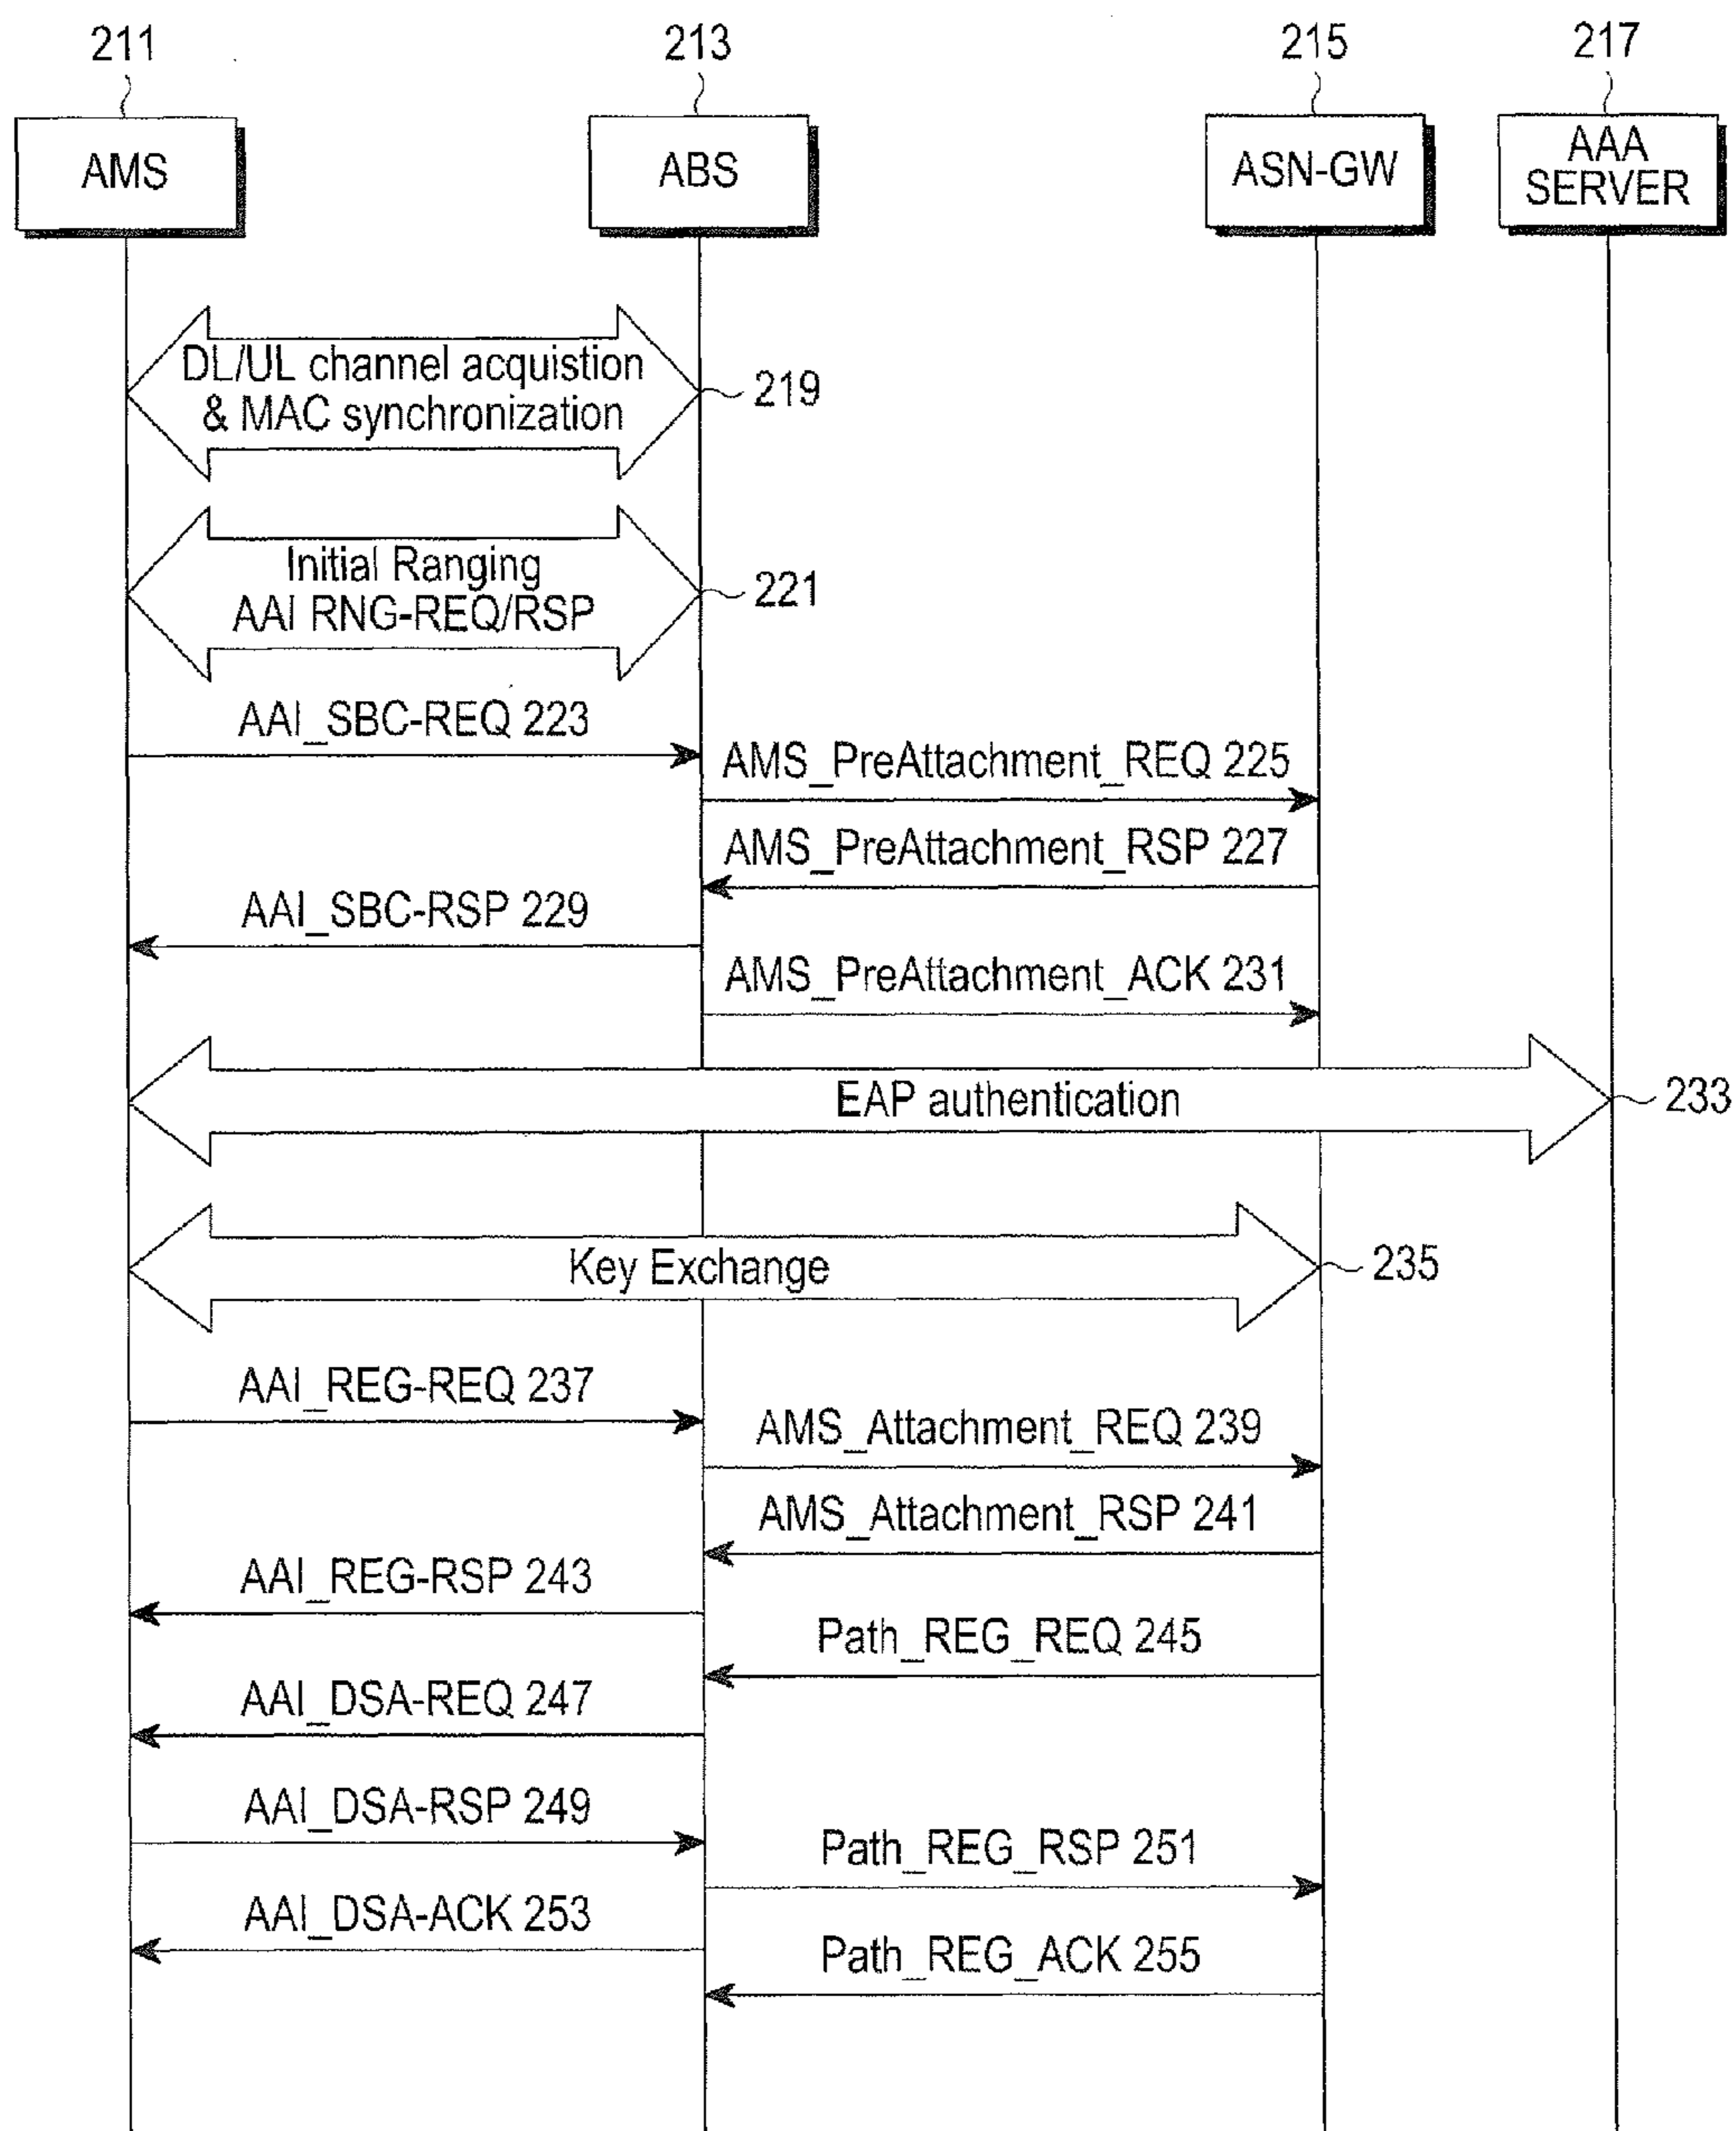 211
213
215
217
AMS
ABS
ASN-GW
AAA
SERVER
DL/UL channel acquistion
& MAC synchronization
219
Initial Ranging
AAI RNG-REQ/RSP
221
AAI_SBC-REQ 223
AMS_PreAttachment_REQ 225
AMS_PreAttachment_RSP 227
AAI_SBC-RSP 229
AMS_PreAttachment_ACK 231
EAP authentication
233
Key Exchange
235
AAI_REG-REQ 237
AMS_Attachment_REQ 239
AMS_Attachment_RSP 241
AAI_REG-RSP 243
Path_REG_REQ 245
AAI_DSA-REQ 247
AAI_DSA-RSP 249
Path_REG_RSP 251
AAI_DSA-ACK 253
Path_REG_ACK 255